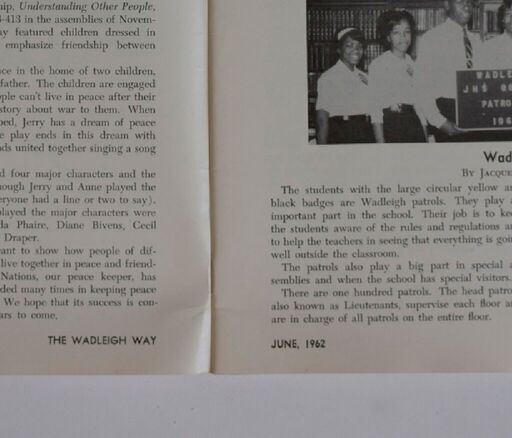 ip, Understanding Other People,
-413 in the assemblies of Novem-
ay featured children dressed in
emphasize friendship between
ce in the home of two children,
father. The children are engaged
ple can't live in peace after their
story about war to them. When
bed, Jerry has a dream of peace
e play ends in this dream with
ds united together singing a song
d four major characters and the
hough Jerry and Anne played the
eryone had a line or two to say).
played the major characters were
da Phaire, Diane Bivens, Cecil
Draper.
ant to show how people of dif-
live together in peace and friend-
Nations, our peace keeper, has
ded many times in keeping peace
We hope that its success is con-
ars to come.
THE WADLEIGH WAY
WADLE
JHS
PATRO
196
Wad
BY JACQUE
The students with the large circular yellow an
black badges are Wadleigh patrols. They play a
important part in the school. Their job is to kee
the students aware of the rules and regulations an
to help the teachers in seeing that everything is goin
well outside the classroom.
The patrols also play a big part in special a
semblies and when the school has special visitors.
There are one hundred patrols. The head patro
also known as Lieutenants, supervise each floor an
are in charge of all patrols on the entire floor.
JUNE, 1962